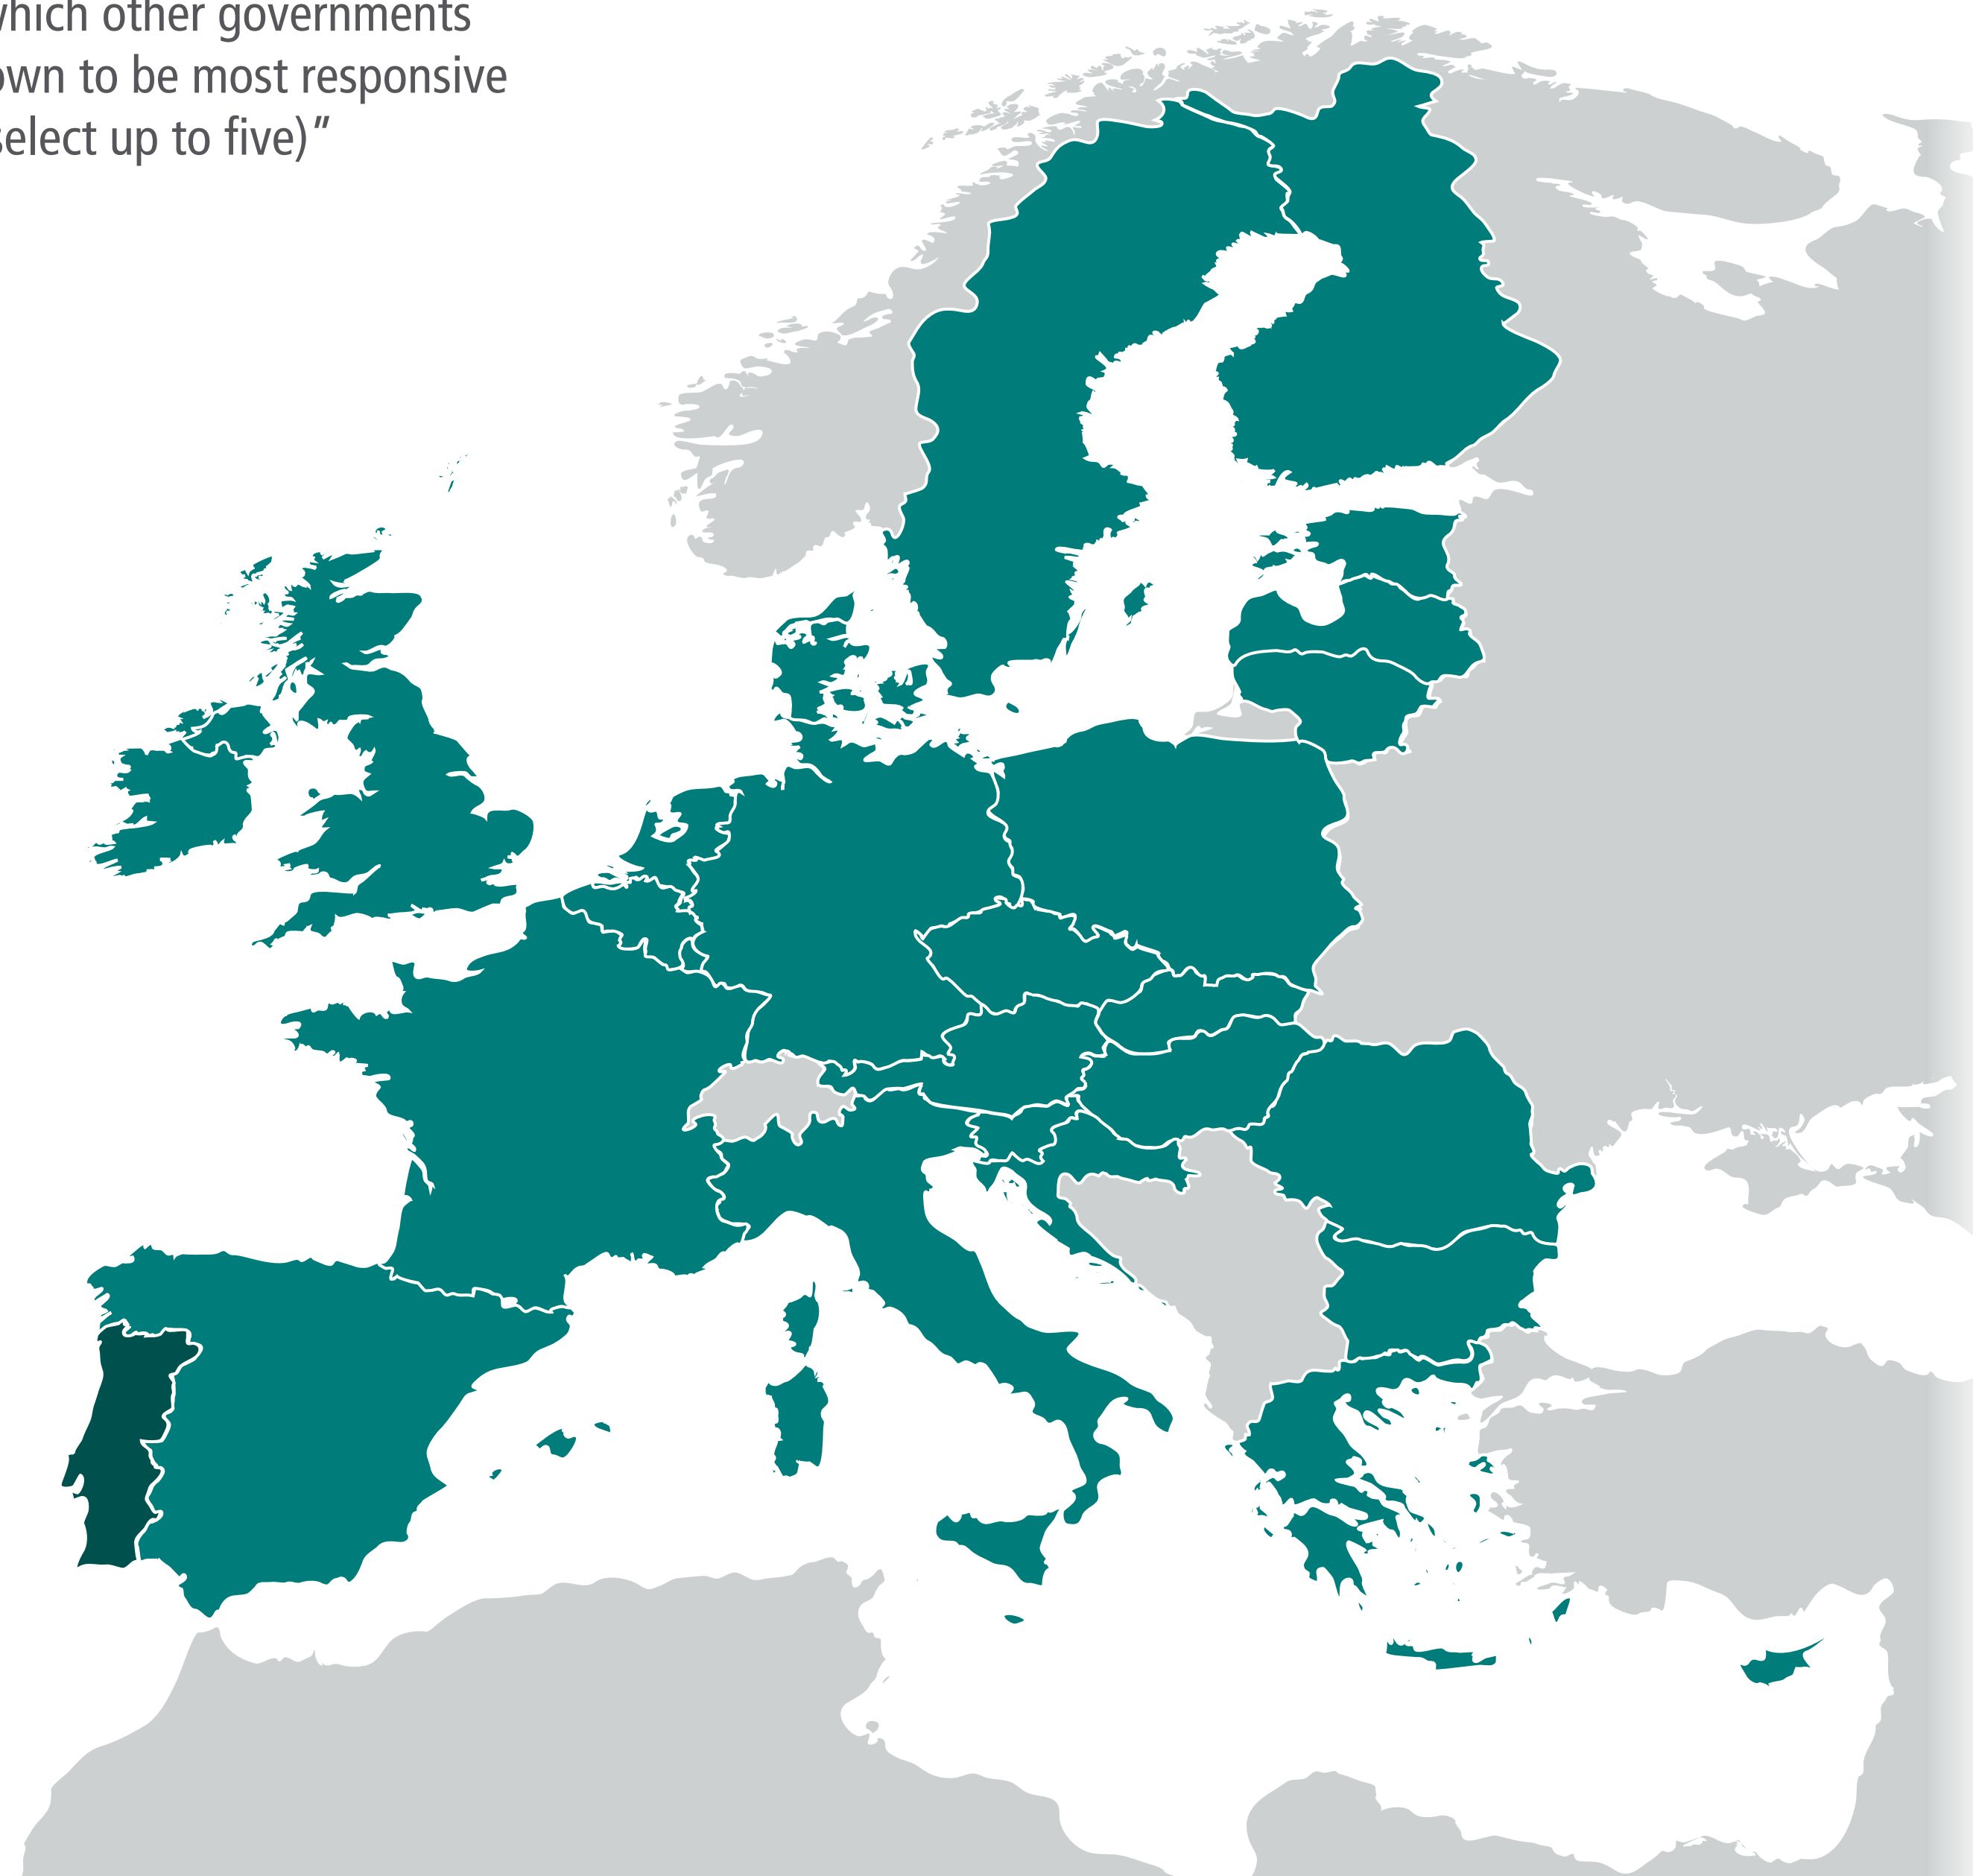 which other governments
own to be most responsive
select up to five)”